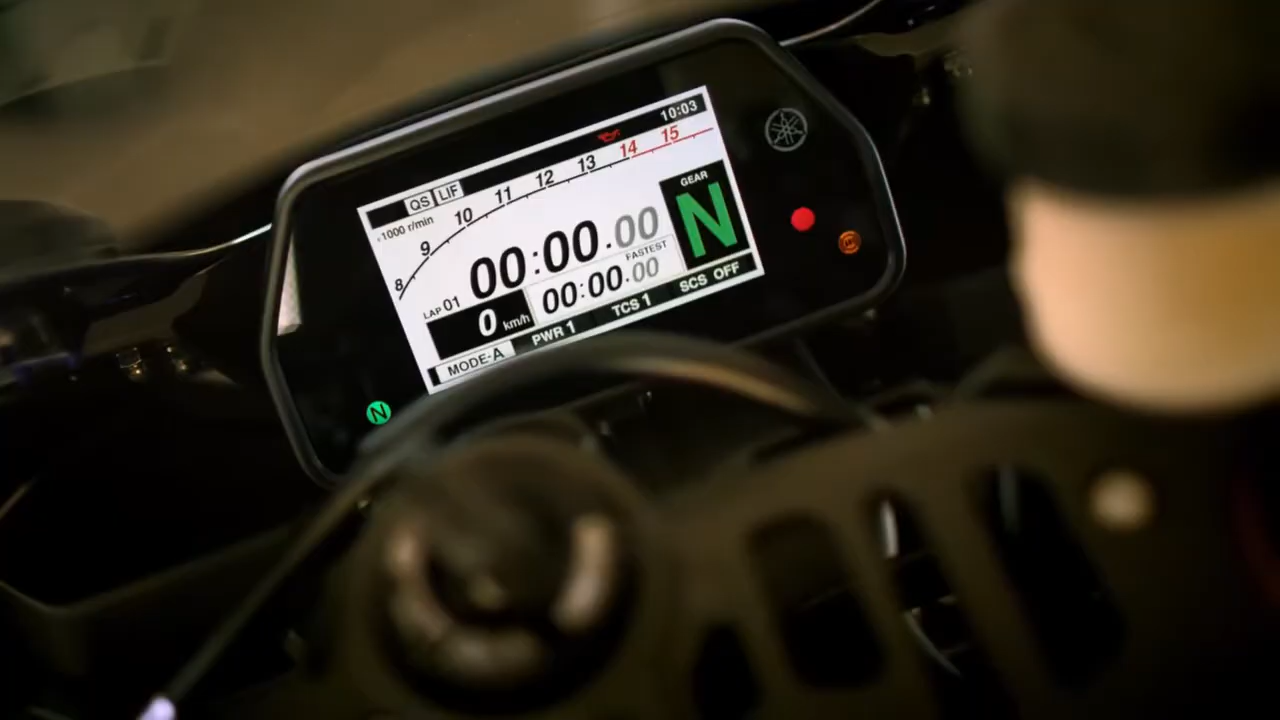 10:03
QS LIF
×1000 r/min
8 9 10 11 12 13 14 15
GEAR
N
00:00.00
FASTEST
00:00.00
LAP 01
0 km/h
MODE-A PWR 1 TCS 1 SCS OFF
N